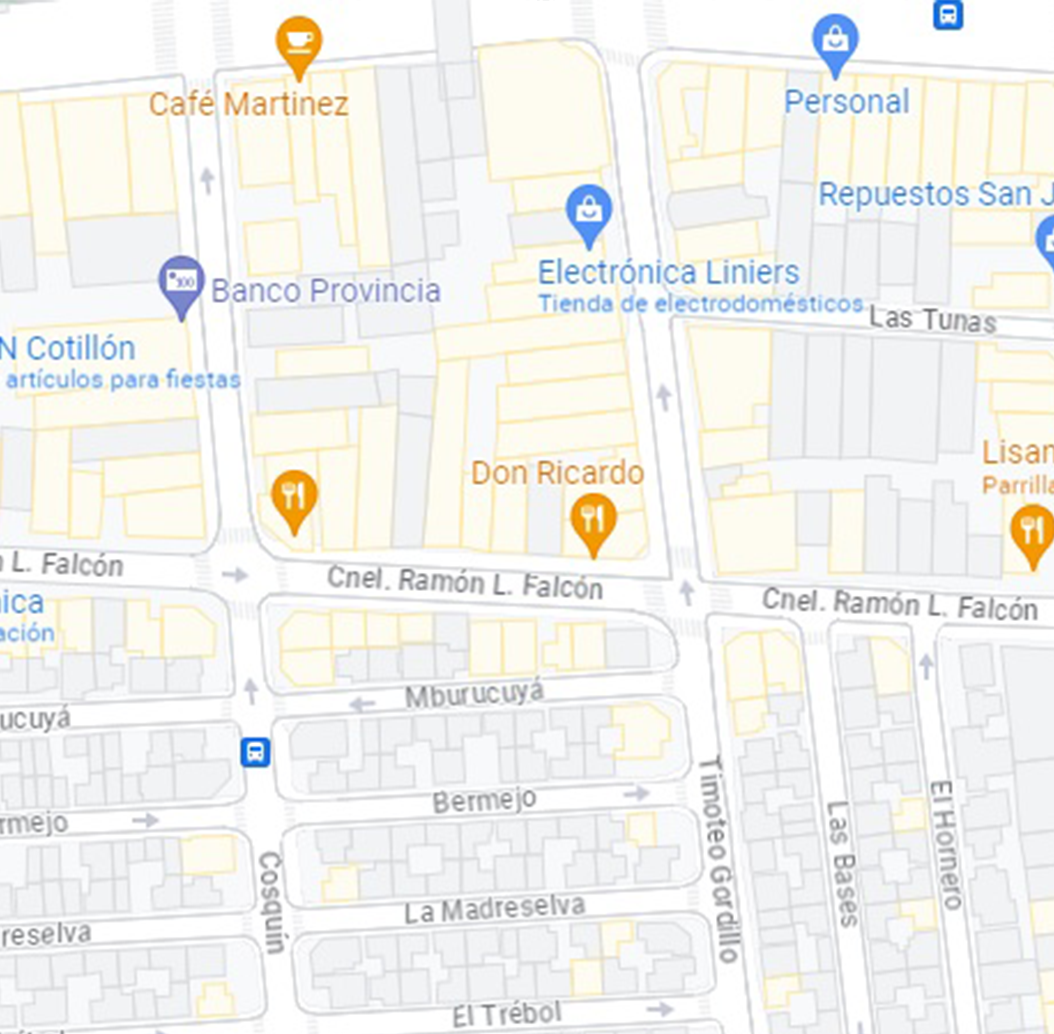 Café Martinez
Personal
Repuestos San J
Electrónica Liniers
Tienda de electrodomésticos
Banco Provincia
Las Tunas
N Cotillón
artículos para fiestas
Don Ricardo
Lisan
Parrilla
n L. Falcón
Cnel. Ramón L. Falcón
Cnel. Ramón L. Falcón
nica
ación
Mburucuyá
ucuyá
Bermejo
rmejo
Timoteo Gordillo
Las Bases
El Hornero
Cosquín
La Madreselva
reselva
El Trébol